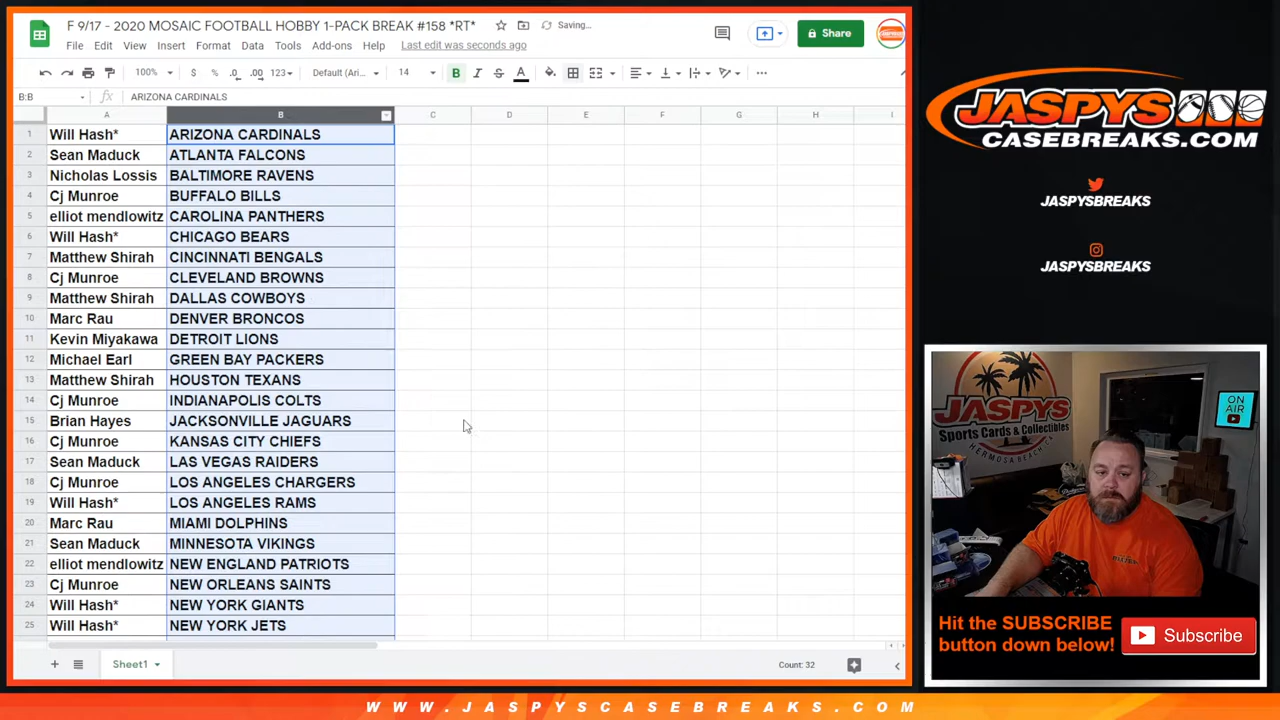 F 9/17 - 2020 MOSAIC FOOTBALL HOBBY 1-PACK BREAK #158 *RT*
Saving...
File Edit View Insert Format Data Tools Add-ons Help Last edit was seconds ago
Share
100% $ % .0 .00 123 Default (Ari... 14 B I S A
B:B fx ARIZONA CARDINALS
A B C D E F G H I
1 Will Hash* ARIZONA CARDINALS
2 Sean Maduck ATLANTA FALCONS
3 Nicholas Lossis BALTIMORE RAVENS
4 Cj Munroe BUFFALO BILLS
5 elliot mendlowitz CAROLINA PANTHERS
6 Will Hash* CHICAGO BEARS
7 Matthew Shirah CINCINNATI BENGALS
8 Cj Munroe CLEVELAND BROWNS
9 Matthew Shirah DALLAS COWBOYS
10 Marc Rau DENVER BRONCOS
11 Kevin Miyakawa DETROIT LIONS
12 Michael Earl GREEN BAY PACKERS
13 Matthew Shirah HOUSTON TEXANS
14 Cj Munroe INDIANAPOLIS COLTS
15 Brian Hayes JACKSONVILLE JAGUARS
16 Cj Munroe KANSAS CITY CHIEFS
17 Sean Maduck LAS VEGAS RAIDERS
18 Cj Munroe LOS ANGELES CHARGERS
19 Will Hash* LOS ANGELES RAMS
20 Marc Rau MIAMI DOLPHINS
21 Sean Maduck MINNESOTA VIKINGS
22 elliot mendlowitz NEW ENGLAND PATRIOTS
23 Cj Munroe NEW ORLEANS SAINTS
24 Will Hash* NEW YORK GIANTS
25 Will Hash* NEW YORK JETS
Sheet1
Count: 32
JASPYS
CASEBREAKS.COM
JASPYSBREAKS
JASPYSBREAKS
JASPYS
Sports Cards & Collectibles
HERMOSA BEACH, CA
ON AIR
Hit the SUBSCRIBE
button down below!
Subscribe
WWW.JASPYSCASEBREAKS.COM